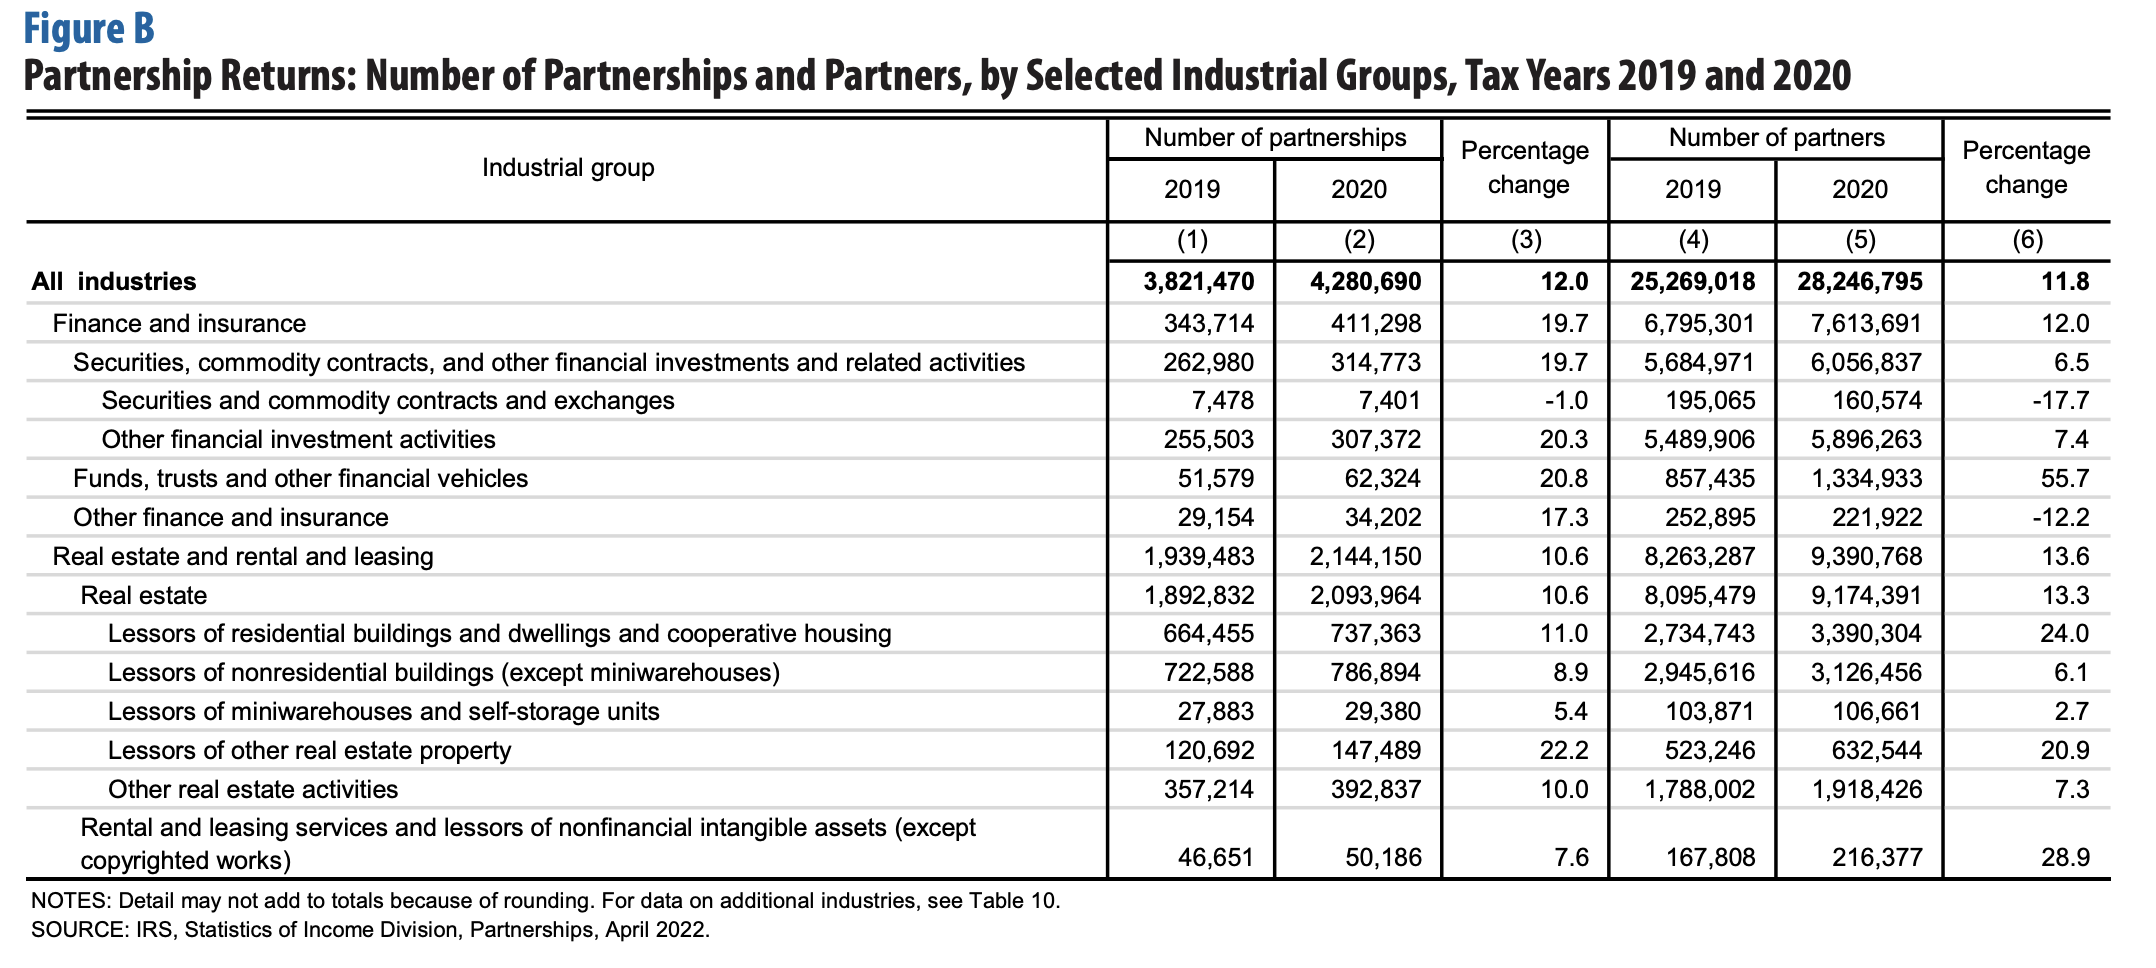 Figure B
Partnership Returns: Number of Partnerships and Partners, by Selected Industrial Groups, Tax Years 2019 and 2020
Industrial group Number of partnerships Percentage change Number of partners Percentage change
2019 2020 2019 2020
(1) (2) (3) (4) (5) (6)
All industries 3,821,470 4,280,690 12.0 25,269,018 28,246,795 11.8
Finance and insurance 343,714 411,298 19.7 6,795,301 7,613,691 12.0
Securities, commodity contracts, and other financial investments and related activities 262,980 314,773 19.7 5,684,971 6,056,837 6.5
Securities and commodity contracts and exchanges 7,478 7,401 -1.0 195,065 160,574 -17.7
Other financial investment activities 255,503 307,372 20.3 5,489,906 5,896,263 7.4
Funds, trusts and other financial vehicles 51,579 62,324 20.8 857,435 1,334,933 55.7
Other finance and insurance 29,154 34,202 17.3 252,895 221,922 -12.2
Real estate and rental and leasing 1,939,483 2,144,150 10.6 8,263,287 9,390,768 13.6
Real estate 1,892,832 2,093,964 10.6 8,095,479 9,174,391 13.3
Lessors of residential buildings and dwellings and cooperative housing 664,455 737,363 11.0 2,734,743 3,390,304 24.0
Lessors of nonresidential buildings (except miniwarehouses) 722,588 786,894 8.9 2,945,616 3,126,456 6.1
Lessors of miniwarehouses and self-storage units 27,883 29,380 5.4 103,871 106,661 2.7
Lessors of other real estate property 120,692 147,489 22.2 523,246 632,544 20.9
Other real estate activities 357,214 392,837 10.0 1,788,002 1,918,426 7.3
Rental and leasing services and lessors of nonfinancial intangible assets (except
copyrighted works) 46,651 50,186 7.6 167,808 216,377 28.9
NOTES: Detail may not add to totals because of rounding. For data on additional industries, see Table 10.
SOURCE: IRS, Statistics of Income Division, Partnerships, April 2022.